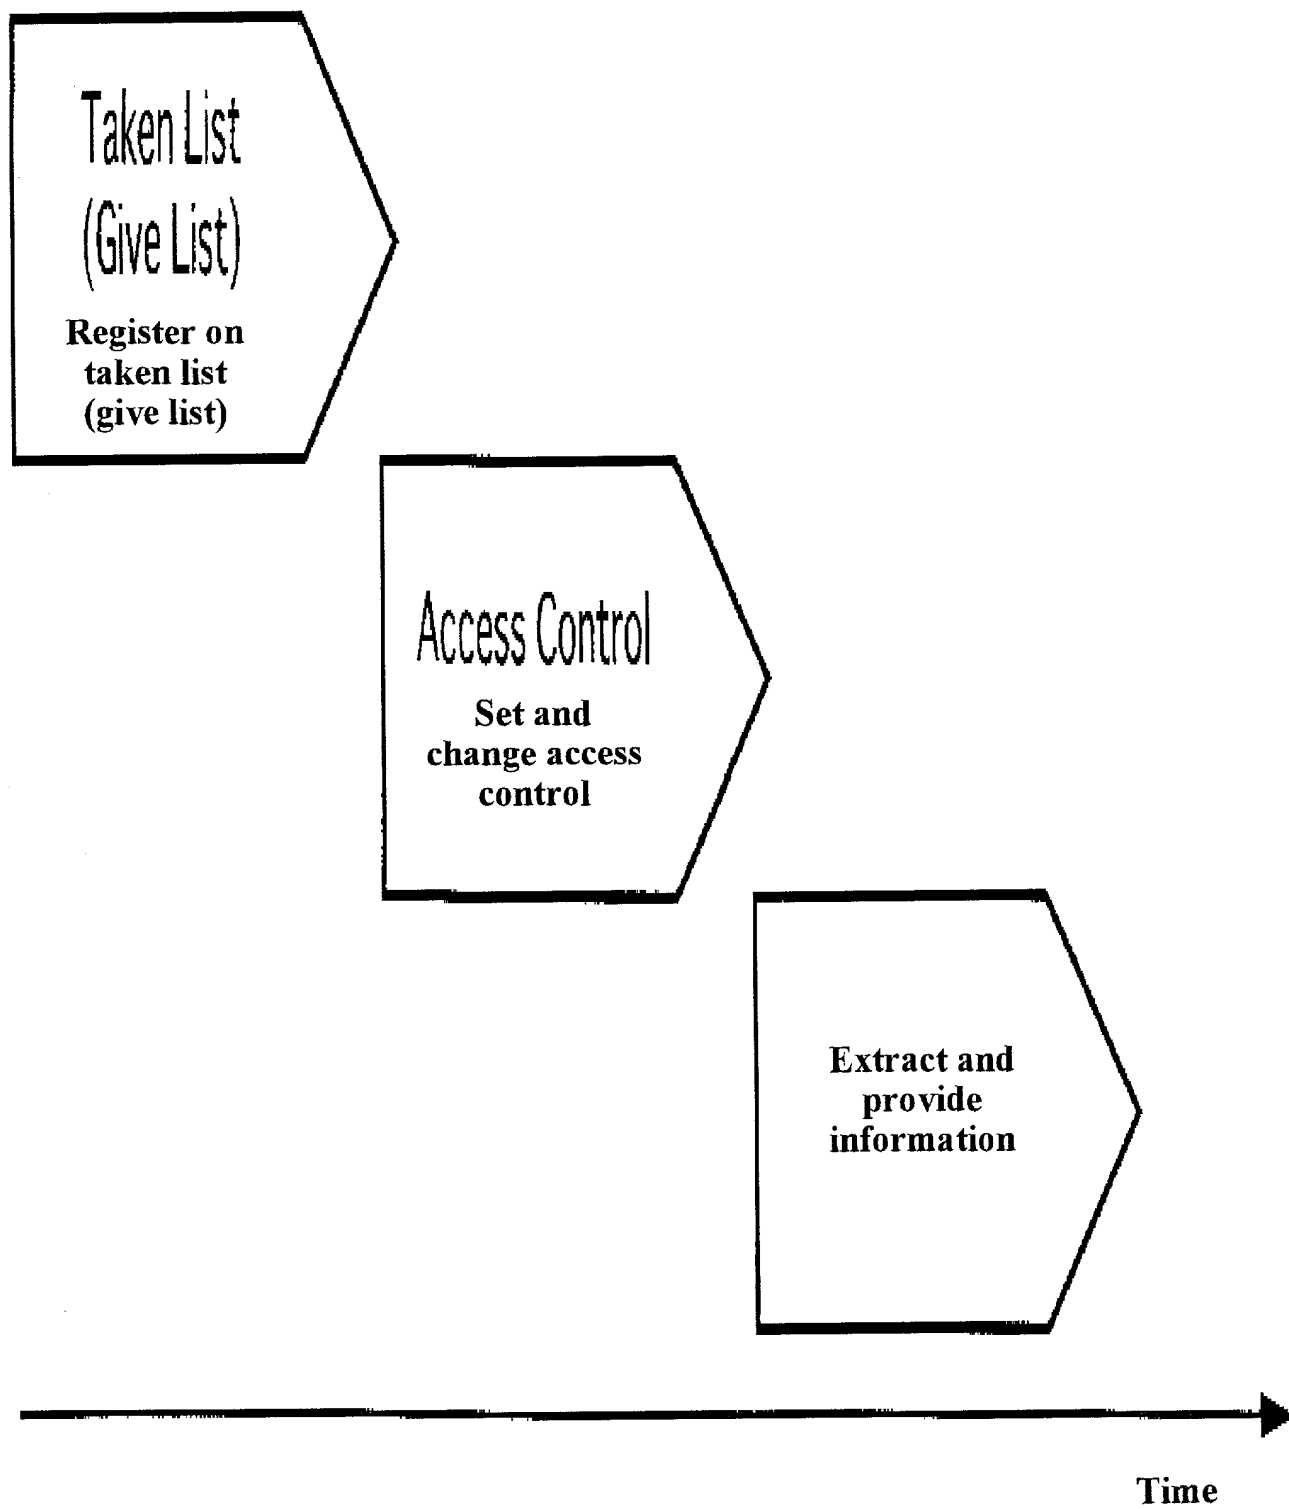 Taken List
(Give List)
Register on
taken list
(give list)
Access Control
Set and
change access
control
Extract and
provide
information
Time